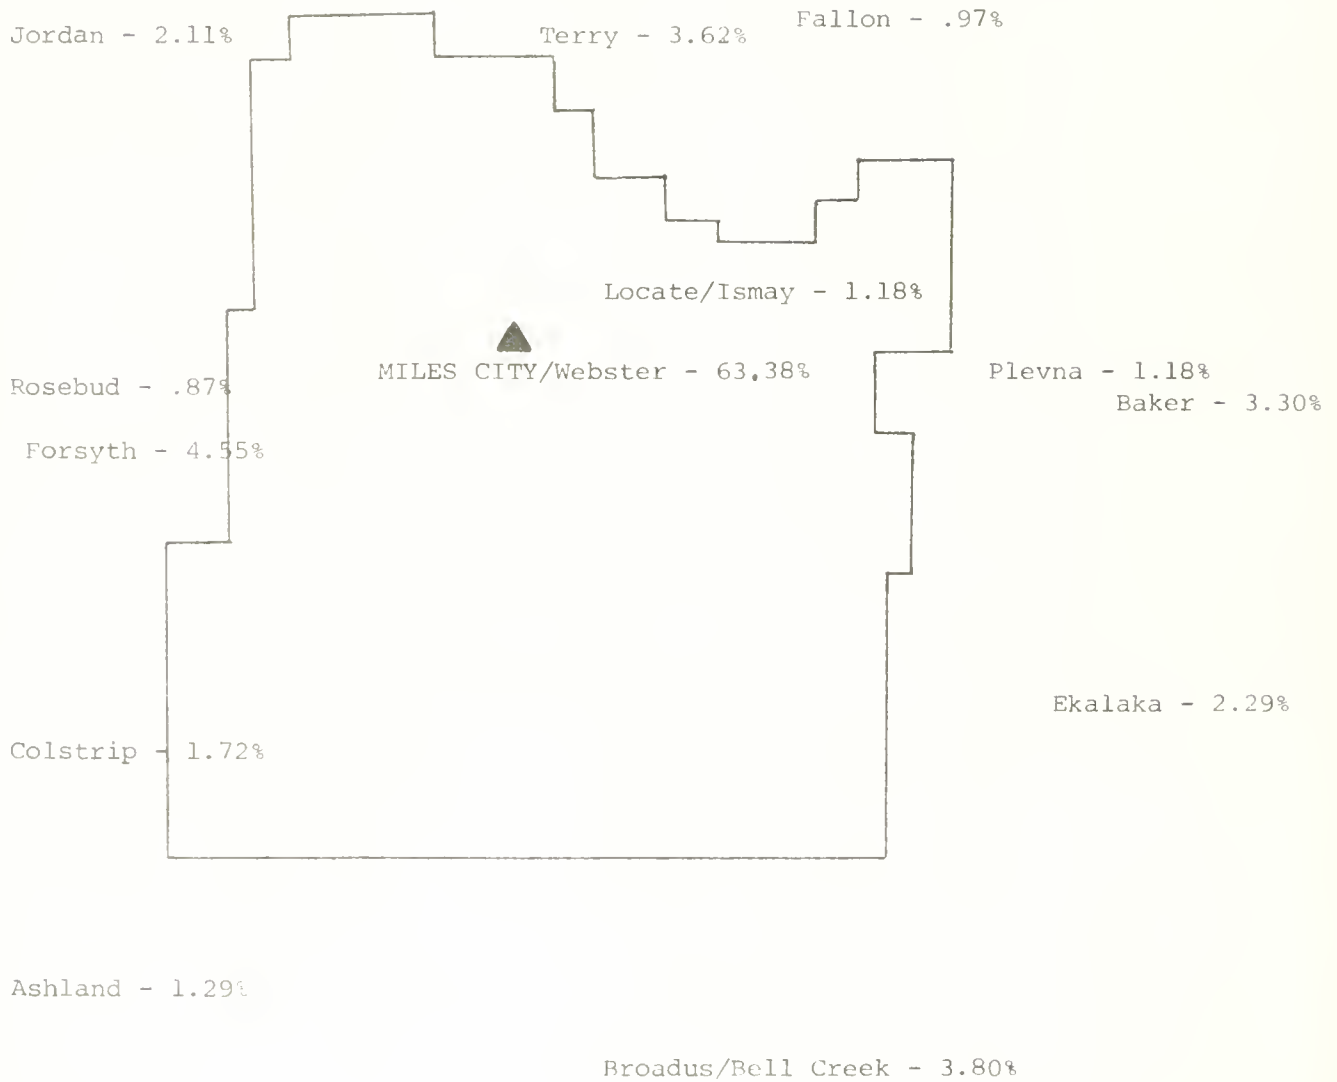 Fallon - .97%
Jordan - 2.11%
Terry - 3.62%
Locate/Ismay - 1.18%
MILES CITY/Webster - 63.38%
Plevna - 1.18%
Rosebud - .87%
Baker - 3.30%
Forsyth - 4.55%
Ekalaka - 2.29%
Colstrip - 1.72%
Ashland - 1.29%
Broadus/Bell Creek - 3.80%